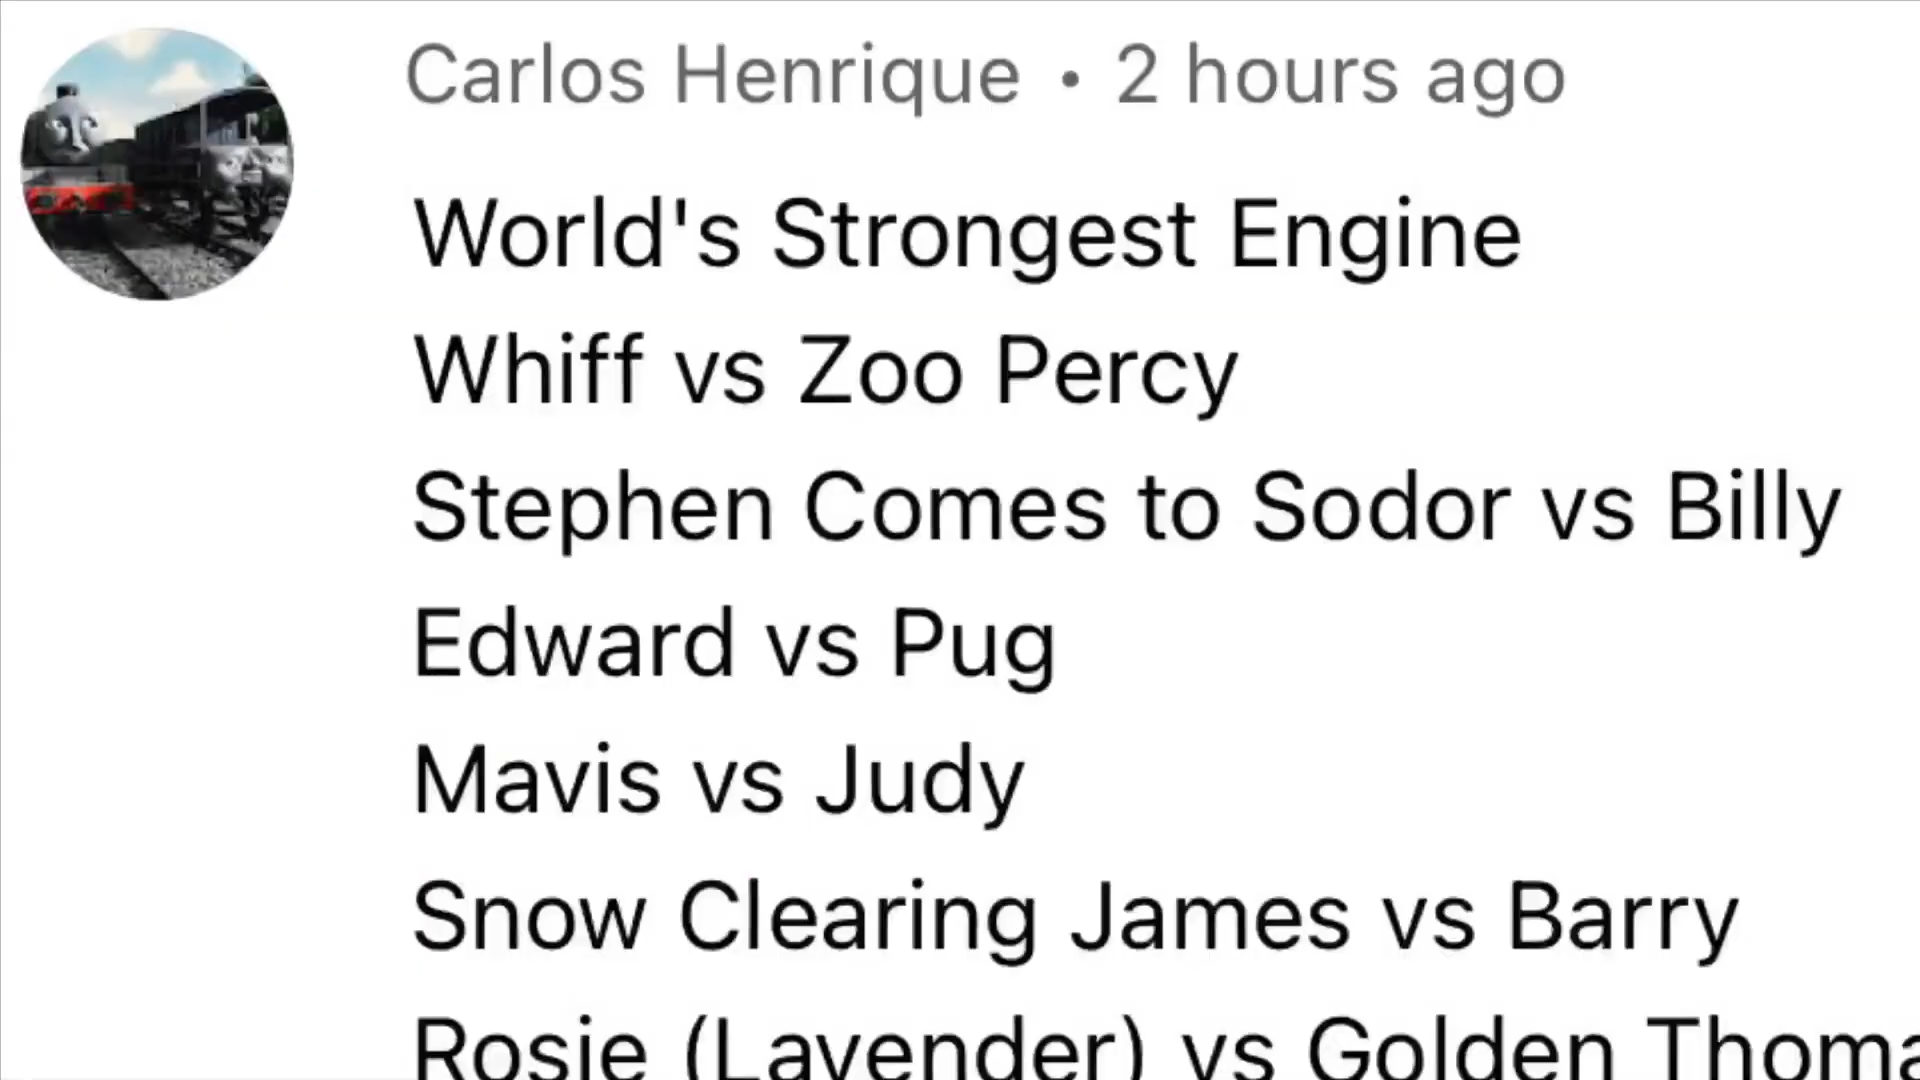 Carlos Henrique • 2 hours ago
World's Strongest Engine
Whiff vs Zoo Percy
Stephen Comes to Sodor vs Billy
Edward vs Pug
Mavis vs Judy
Snow Clearing James vs Barry
Rosie (Lavender) vs Golden Thoma